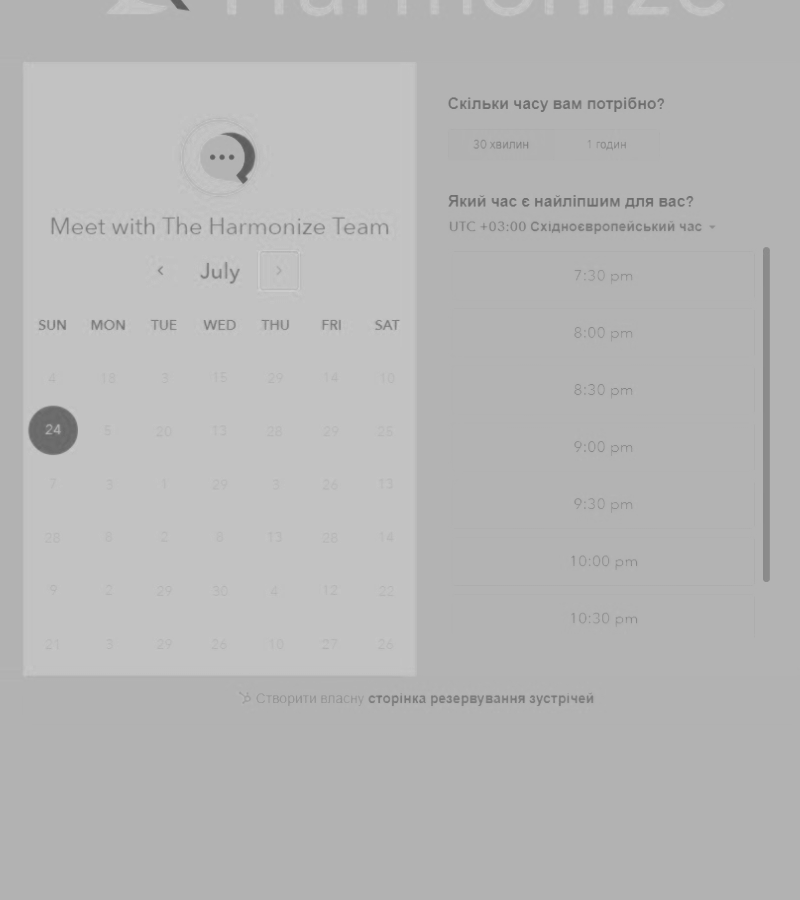 Harmonize
Meet with The Harmonize Team
July
SUN MON TUE WED THU FRI SAT
4 18 3 15 29 14 10
24 5 20 13 28 29 25
7 3 1 29 3 26 13
28 8 2 8 13 28 14
9 2 29 30 4 12 22
21 3 29 26 10 27 26
Скільки часу вам потрібно?
30 хвилин 1 годин
Який час є найліпшим для вас?
UTC +03:00 Східноєвропейський час
7:30 pm
8:00 pm
8:30 pm
9:00 pm
9:30 pm
10:00 pm
10:30 pm
Створити власну сторінка резервування зустрічей